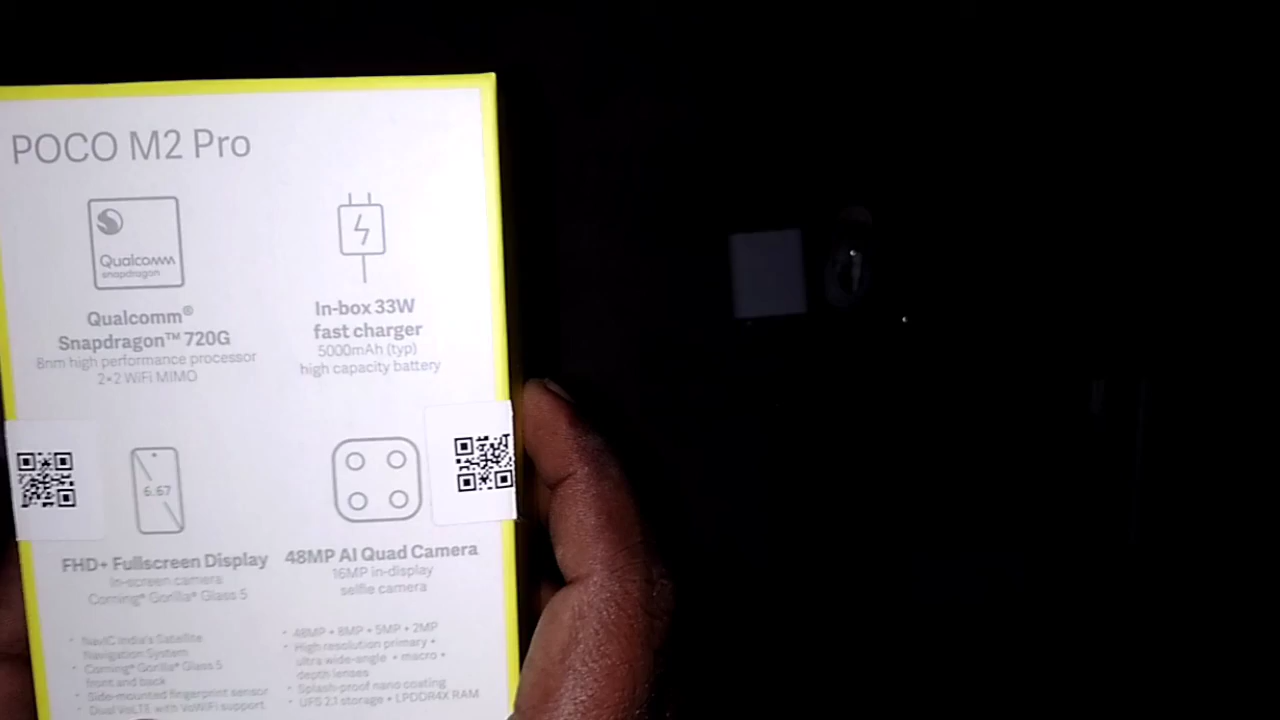 POCO M2 Pro
Qualcomm
snapdragon
Qualcomm®
Snapdragon™ 720G
8nm high performance processor
2×2 WiFi MIMO
In-box 33W
fast charger
5000mAh (typ)
high capacity battery
6.67
FHD+ Fullscreen Display
In-screen camera
Corning® Gorilla® Glass 5
48MP AI Quad Camera
16MP in-display
selfie camera
• NavIC India's Satellite
Navigation System
• Corning® Gorilla® Glass 5
front and back
• Side-mounted fingerprint sensor
• Dual VoLTE with VoWiFi support
• 48MP + 8MP + 5MP + 2MP
• High resolution primary +
ultra wide-angle + macro +
depth lenses
• Splash-proof nano coating
• UFS 2.1 storage + LPDDR4X RAM